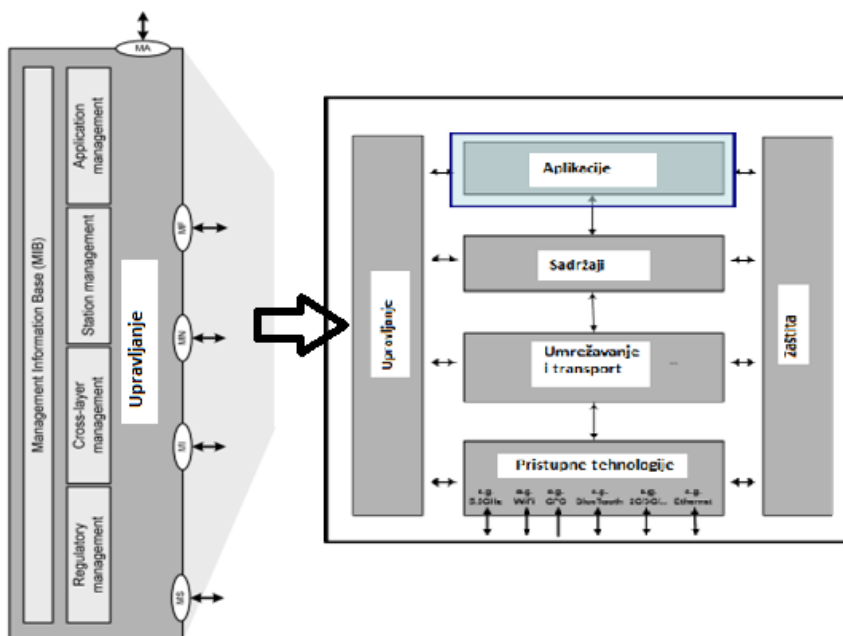 MA
Management Information Base (MIB)
Application
management
Station management
Cross-layer
management
Regulatory
management
Upravljanje
MF
MN
MI
MS
Upravljanje
Aplikacije
Sadržaji
Umrežavanje
i transport
...
Pristupne tehnologije
e.g. e.g. e.g. e.g. e.g. e.g.
WiFi Ethernet
zaštita